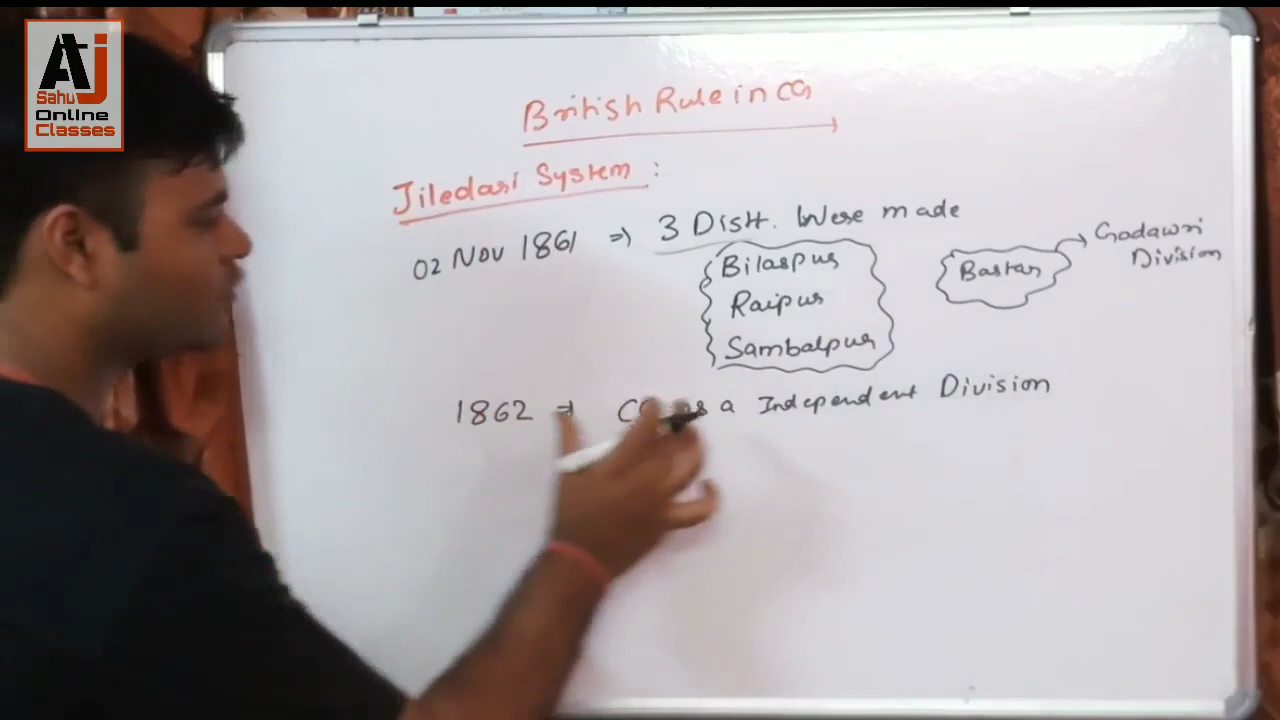 AJ
Sahu
Online
Classes
British Rule in CG
Jiledari System :
02 Nov 1861 ⇒ 3 Distt. Were made
Bilaspur
Raipur
Sambalpur
Bastar
Godawri
Division
1862 ⇒ a Independent Division